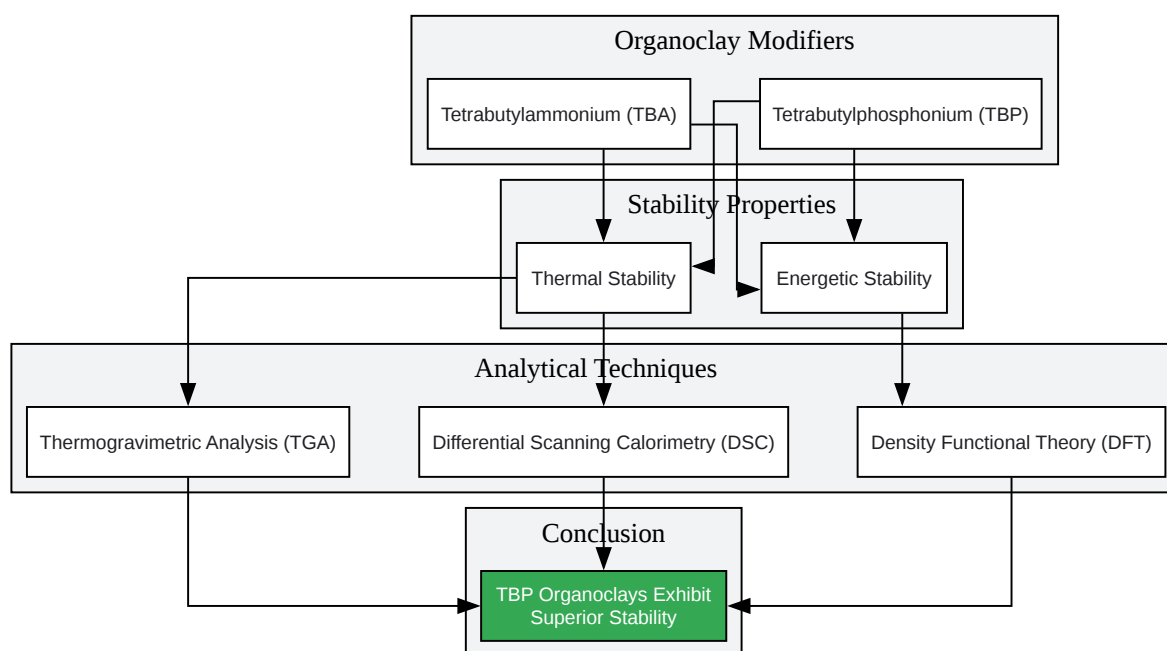 Organoclay Modifiers
Tetrabutylammonium (TBA)
Tetrabutylphosphonium (TBP)
Stability Properties
Thermal Stability
Energetic Stability
Analytical Techniques
Thermogravimetric Analysis (TGA)
Differential Scanning Calorimetry (DSC)
Density Functional Theory (DFT)
Conclusion
TBP Organoclays Exhibit
Superior Stability